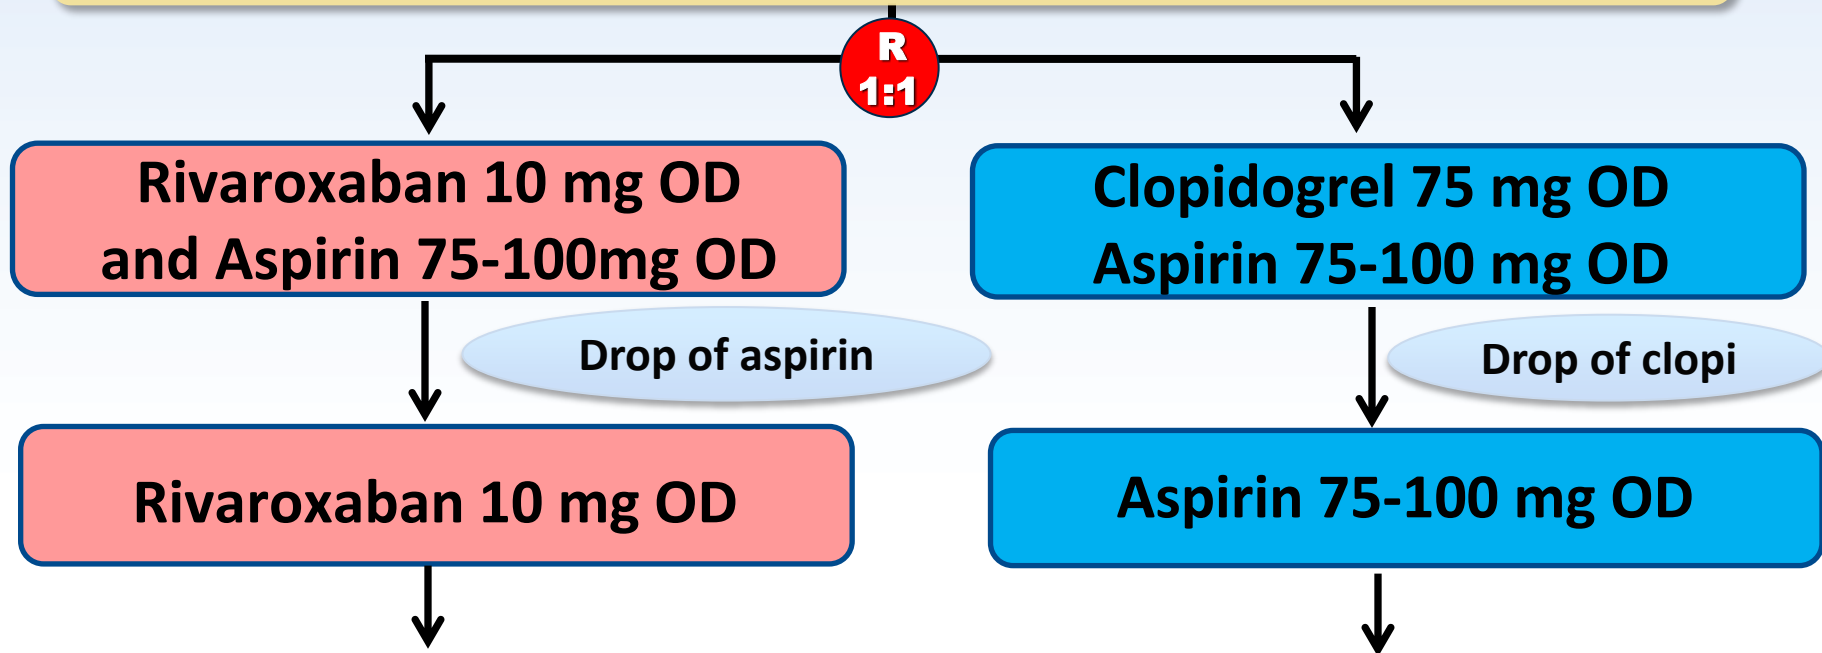 R
1:1
Rivaroxaban 10 mg OD
and Aspirin 75-100mg OD
Clopidogrel 75 mg OD
Aspirin 75-100 mg OD
Drop of aspirin
Drop of clopi
Rivaroxaban 10 mg OD
Aspirin 75-100 mg OD